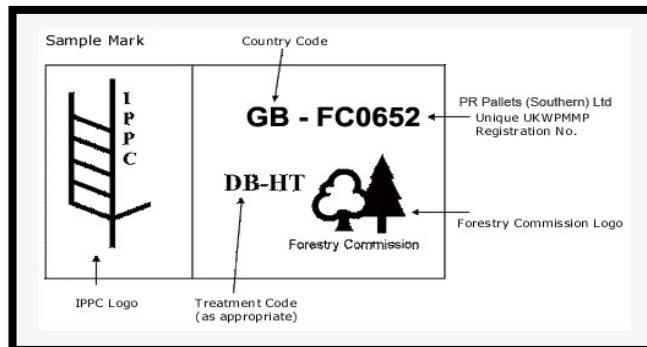 Sample Mark
Country Code
I
P
P
C
GB - FC0652
PR Pallets (Southern) Ltd
Unique UKWPMMP
Registration No.
DB-HT
Forestry Commission
Forestry Commission Logo
IPPC Logo
Treatment Code
(as appropriate)